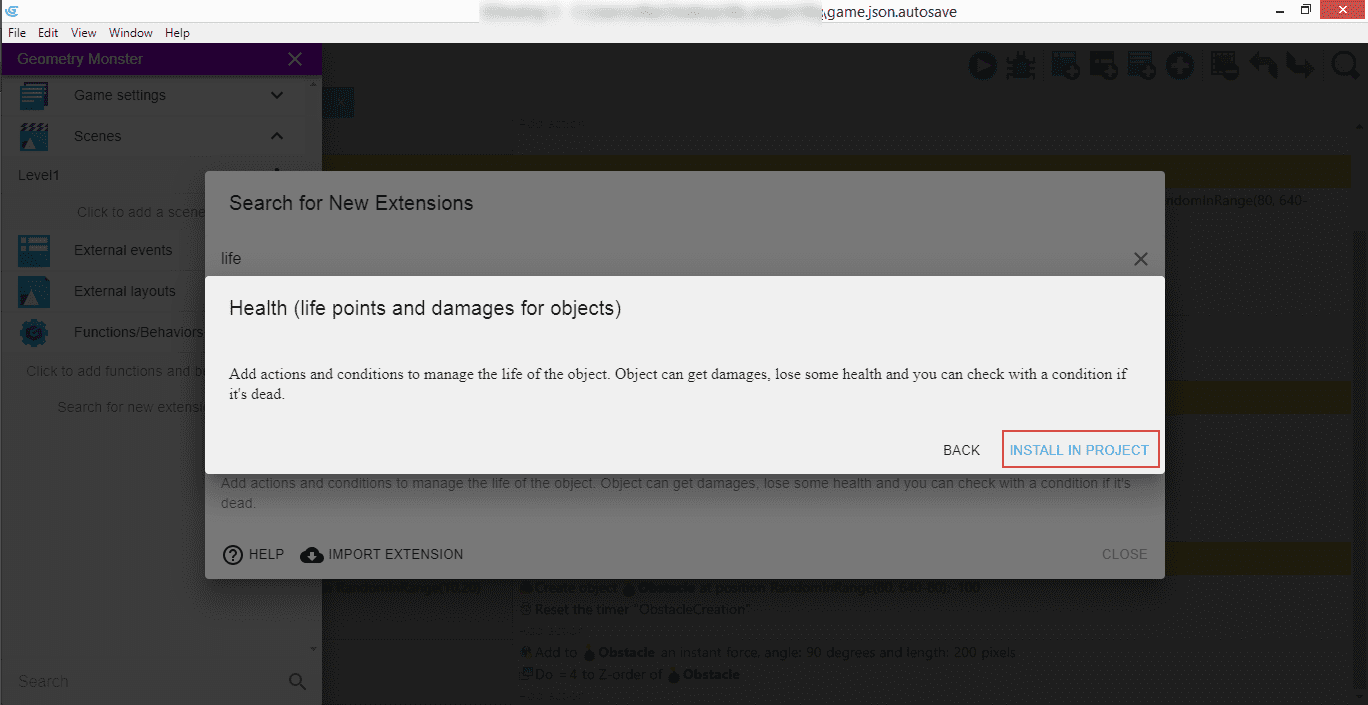 \game.json.autosave
File Edit View Window Help
Geometry Monster
Game settings
Scenes
Level1
Click to add a scene
External events
External layouts
Functions/Behaviors
Click to add functions and be
Search for new extensio
Search
ndomInRange(80, 640-
Search for New Extensions
life
Health (life points and damages for objects)
Add actions and conditions to manage the life of the object. Object can get damages, lose some health and you can check with a condition if
it's dead.
BACK INSTALL IN PROJECT
Add actions and conditions to manage the life of the object. Object can get damages, lose some health and you can check with a condition if it's
dead.
HELP IMPORT EXTENSION CLOSE
RandomInRange(10,20)
Create object Obstacle at position RandomInRange(80, 640-80);-100
Reset the timer "ObstacleCreation"
Add to Obstacle an instant force, angle: 90 degrees and length: 200 pixels
Do =4 to Z-order of Obstacle